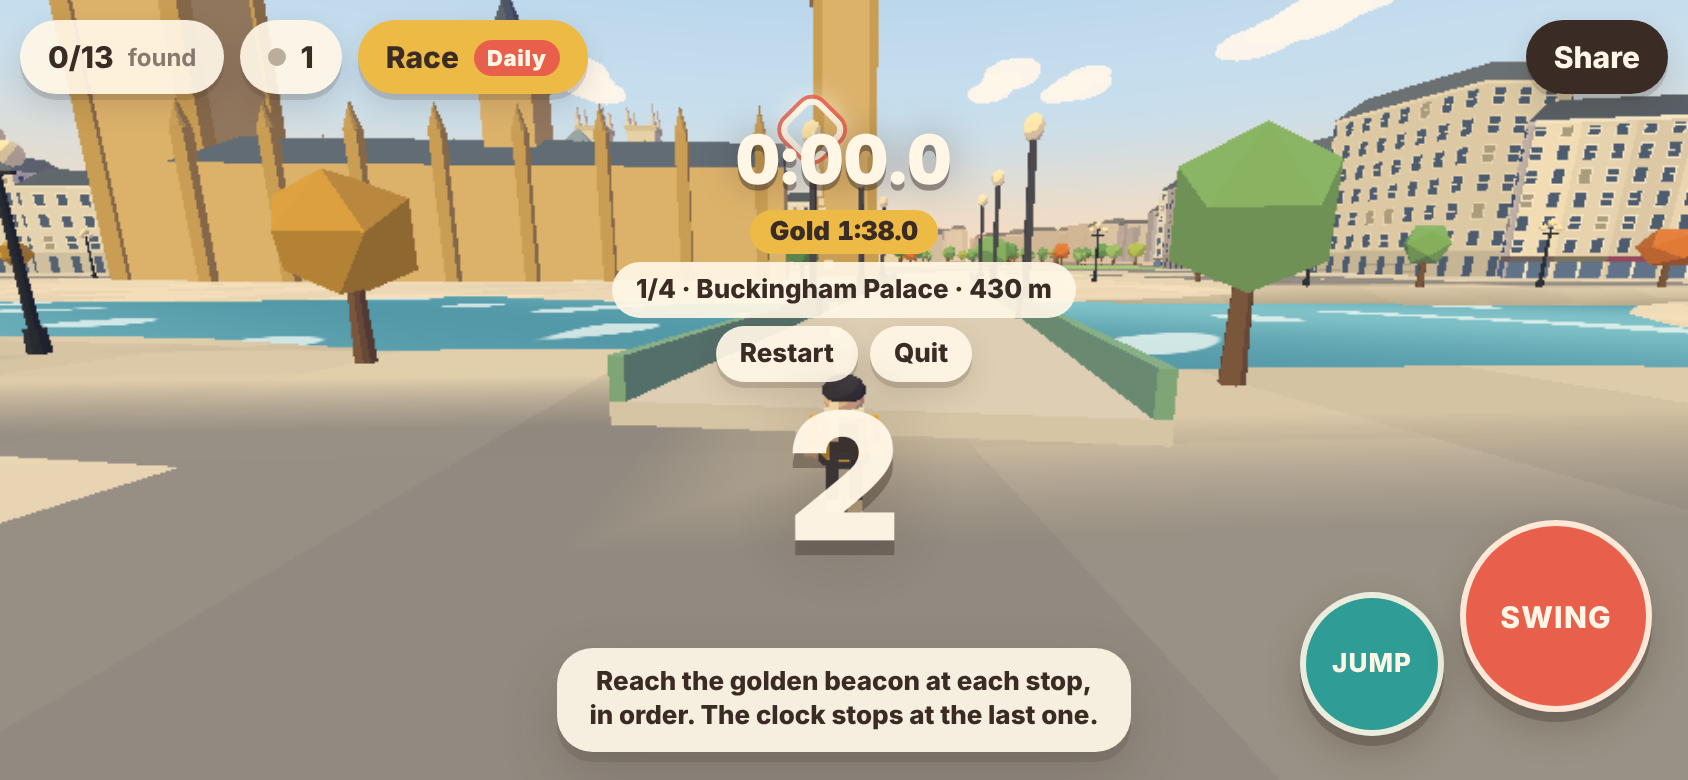 0/13 found
1
Race Daily
Share
0:00.0
Gold 1:38.0
1/4 · Buckingham Palace · 430 m
Restart
Quit
2
SWING
JUMP
Reach the golden beacon at each stop,
in order. The clock stops at the last one.